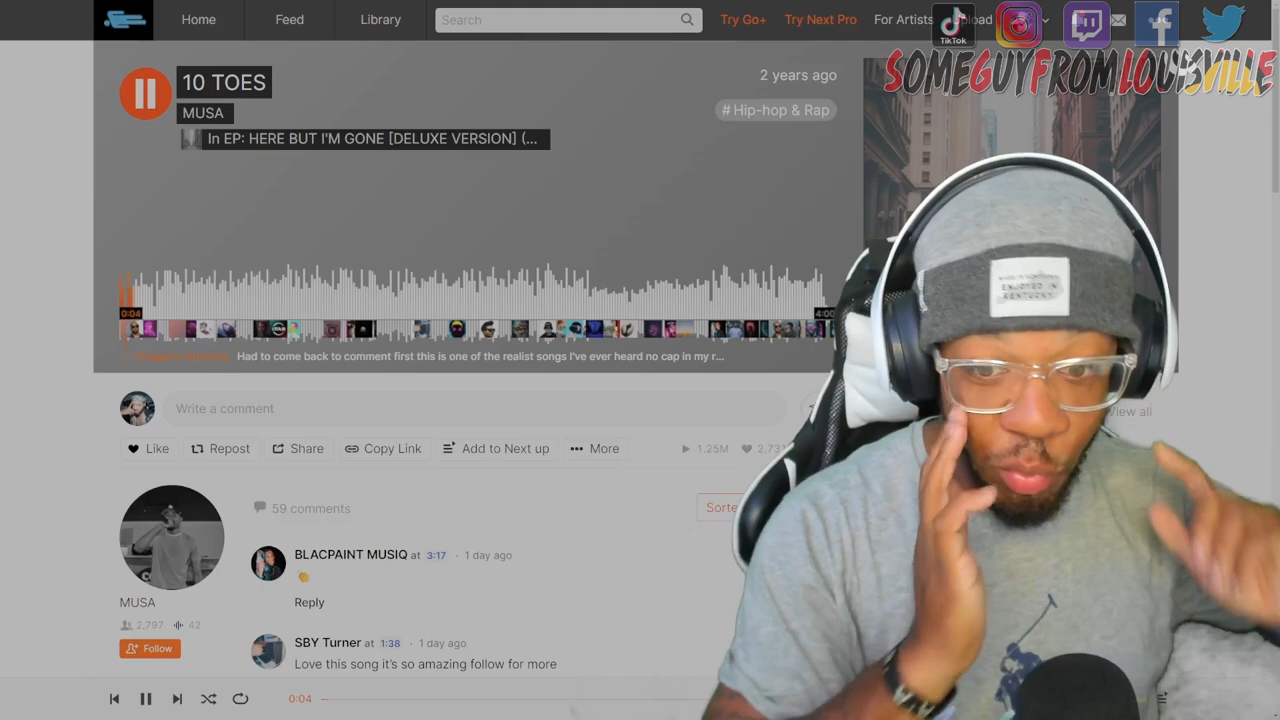 Home
Feed
Library
Search
Try Go+
Try Next Pro
For Artists
TikTok
SOMEGUYFROMLOUISVILLE
10 TOES
2 years ago
MUSA
# Hip-hop & Rap
In EP: HERE BUT I'M GONE [DELUXE VERSION] (...
ENJOYED IN
KENTUCKY
0:04
4:00
Had to come back to comment first this is one of the realist songs I've ever heard no cap in my r...
Write a comment
View all
Like
Repost
Share
Copy Link
Add to Next up
More
1.25M
2,731
59 comments
Sorte
BLACPAINT MUSIQ at 3:17 · 1 day ago
👏
Reply
MUSA
2,797
42
Follow
SBY Turner at 1:38 · 1 day ago
Love this song it's so amazing follow for more
0:04